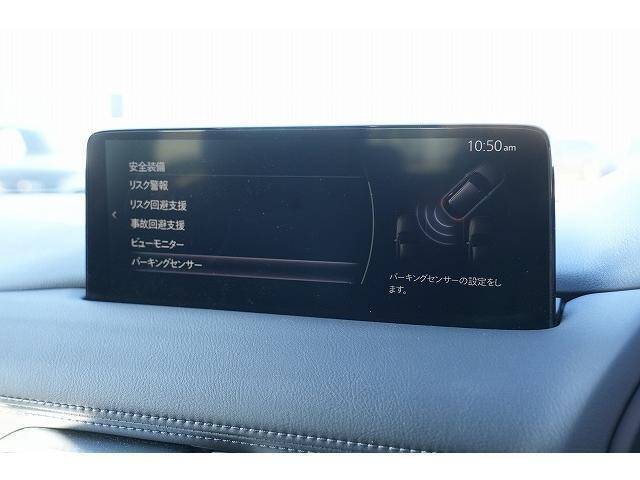 10:50am
安全装備
リスク警報
リスク回避支援
事故回避支援
ビューモニター
パーキングセンサー
パーキングセンサーの設定をし
ます。